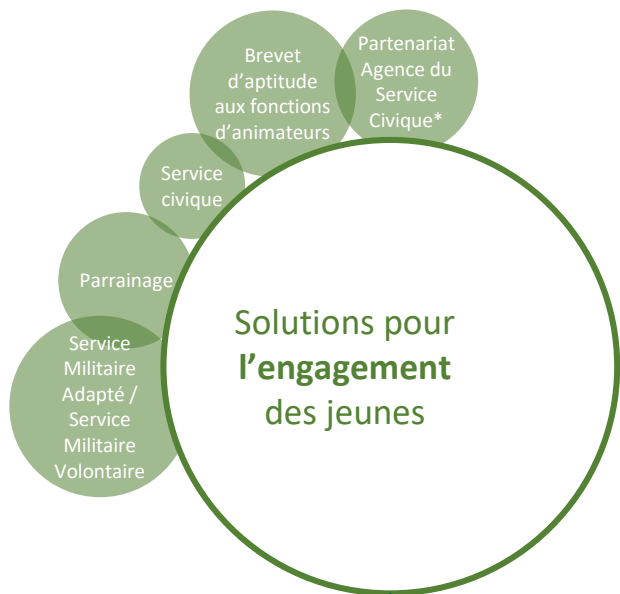 Brevet
d'aptitude
aux fonctions
d'animateurs
Partenariat
Agence du
Service
Civique*
Service
civique
Parrainage
Service
Militaire
Adapté /
Service
Militaire
Volontaire
Solutions pour
l'engagement
des jeunes